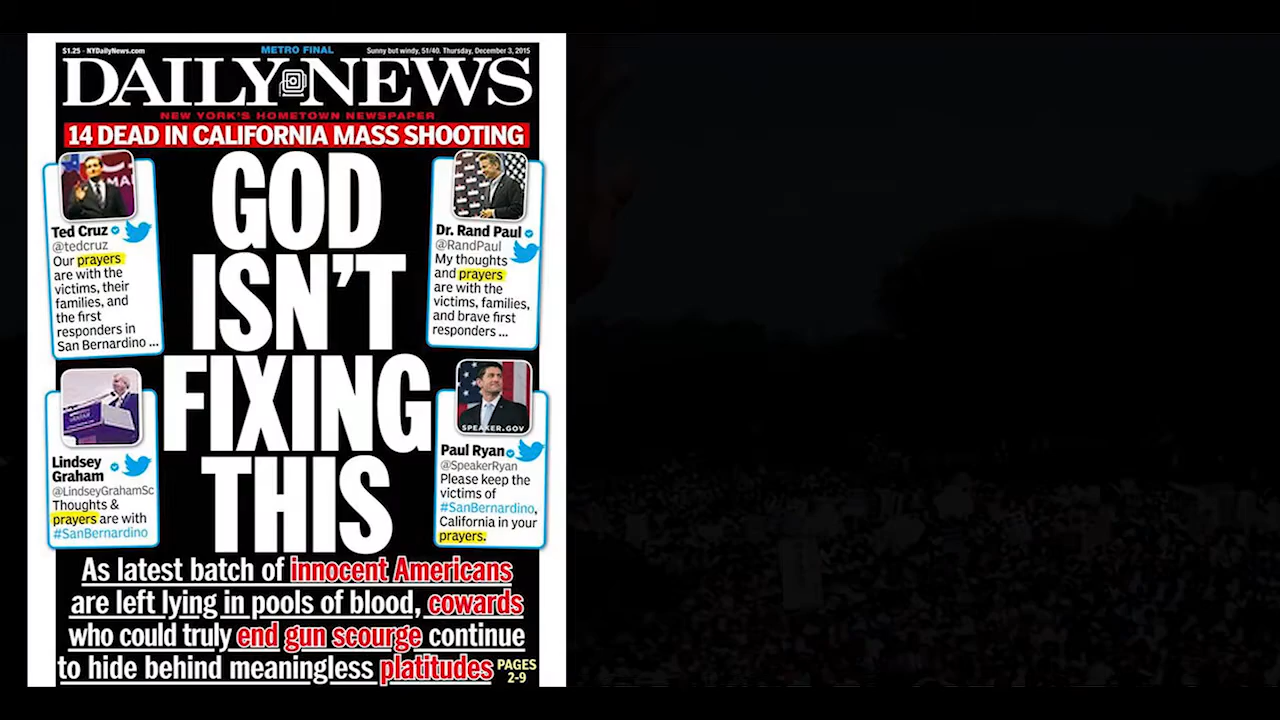 $1.25 · NYDailyNews.com
METRO FINAL
Sunny but windy, 51/40. Thursday, December 3, 2015
DAILY NEWS
NEW YORK'S HOMETOWN NEWSPAPER
14 DEAD IN CALIFORNIA MASS SHOOTING
GOD
ISN'T
FIXING
THIS
Ted Cruz
@tedcruz
Our prayers
are with the
victims, their
families, and
the first
responders in
San Bernardino ...
Dr. Rand Paul
@RandPaul
My thoughts
and prayers
are with the
victims, families,
and brave first
responders ...
Lindsey
Graham
@LindseyGrahamSc
Thoughts &
prayers are with
#SanBernardino
SPEAKER.GOV
Paul Ryan
@SpeakerRyan
Please keep the
victims of
#SanBernardino,
California in your
prayers.
As latest batch of innocent Americans
are left lying in pools of blood, cowards
who could truly end gun scourge continue
to hide behind meaningless platitudes
PAGES
2-9